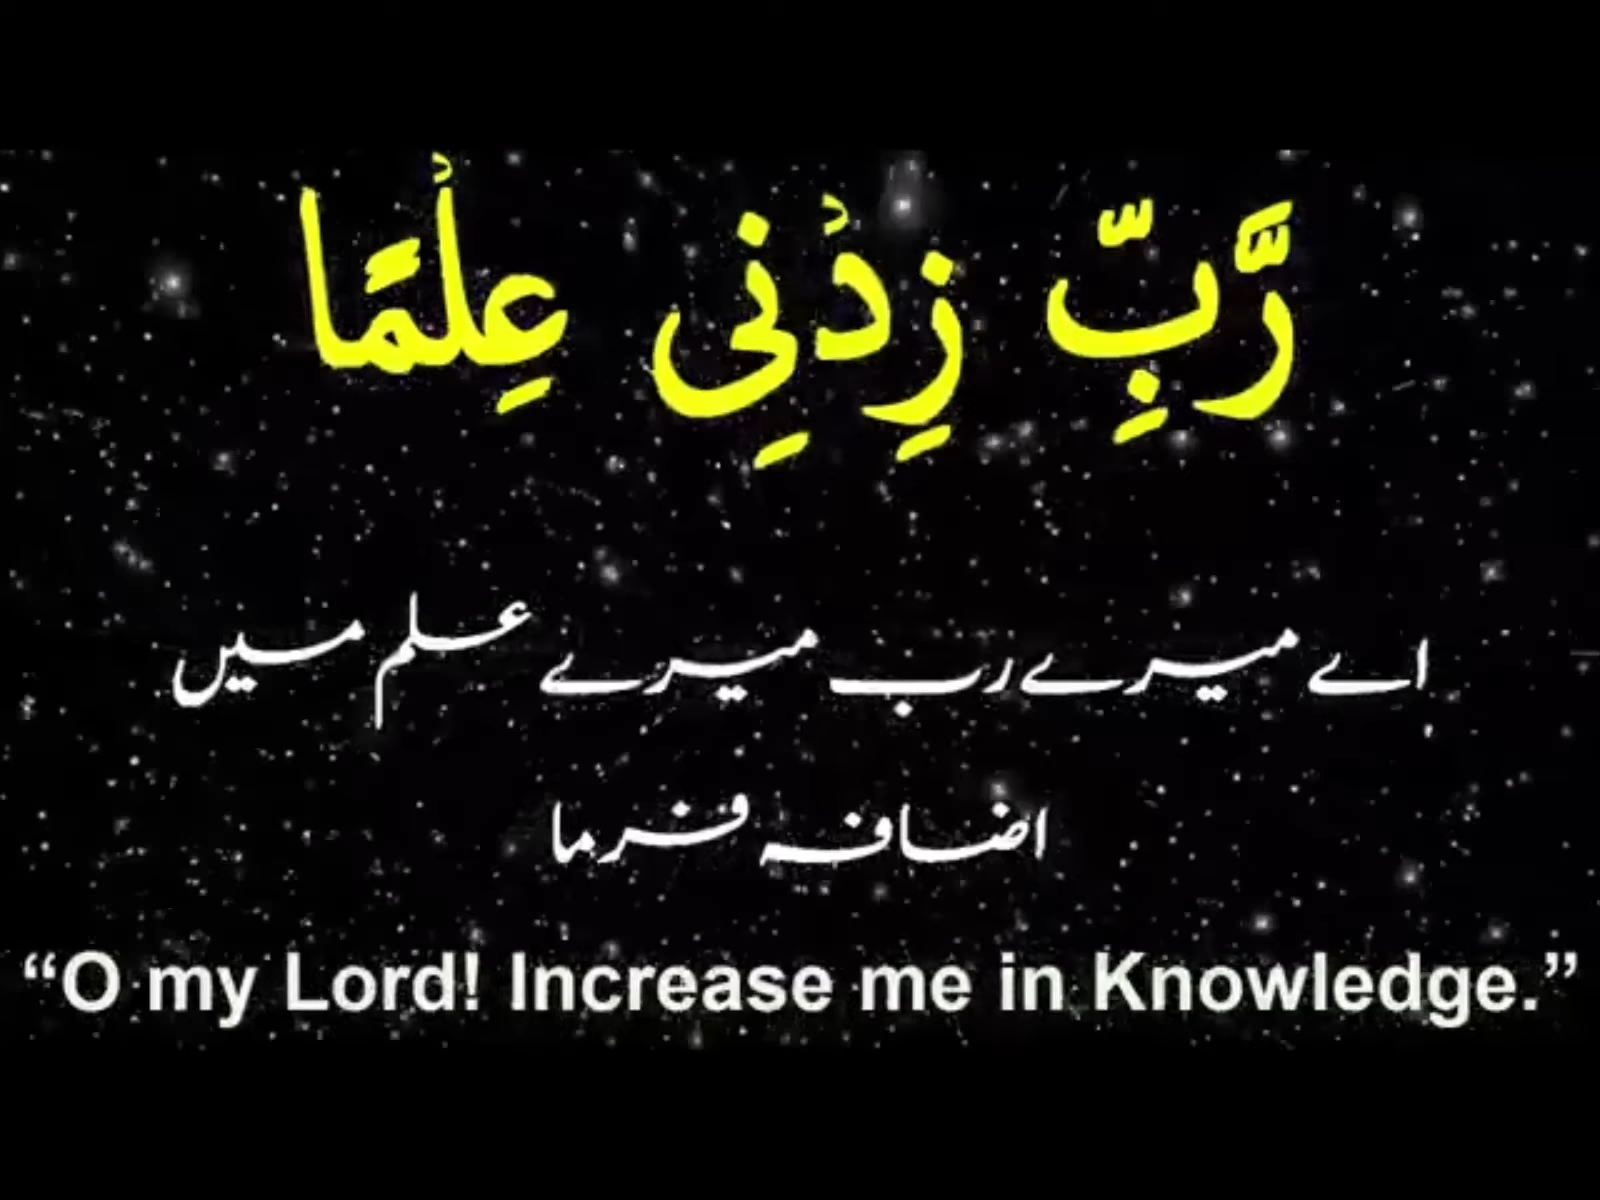 رَّبِّ زِدْنِي عِلْمًا
اے میرے رب میرے علم میں
اضافہ فرما
“O my Lord! Increase me in Knowledge.”